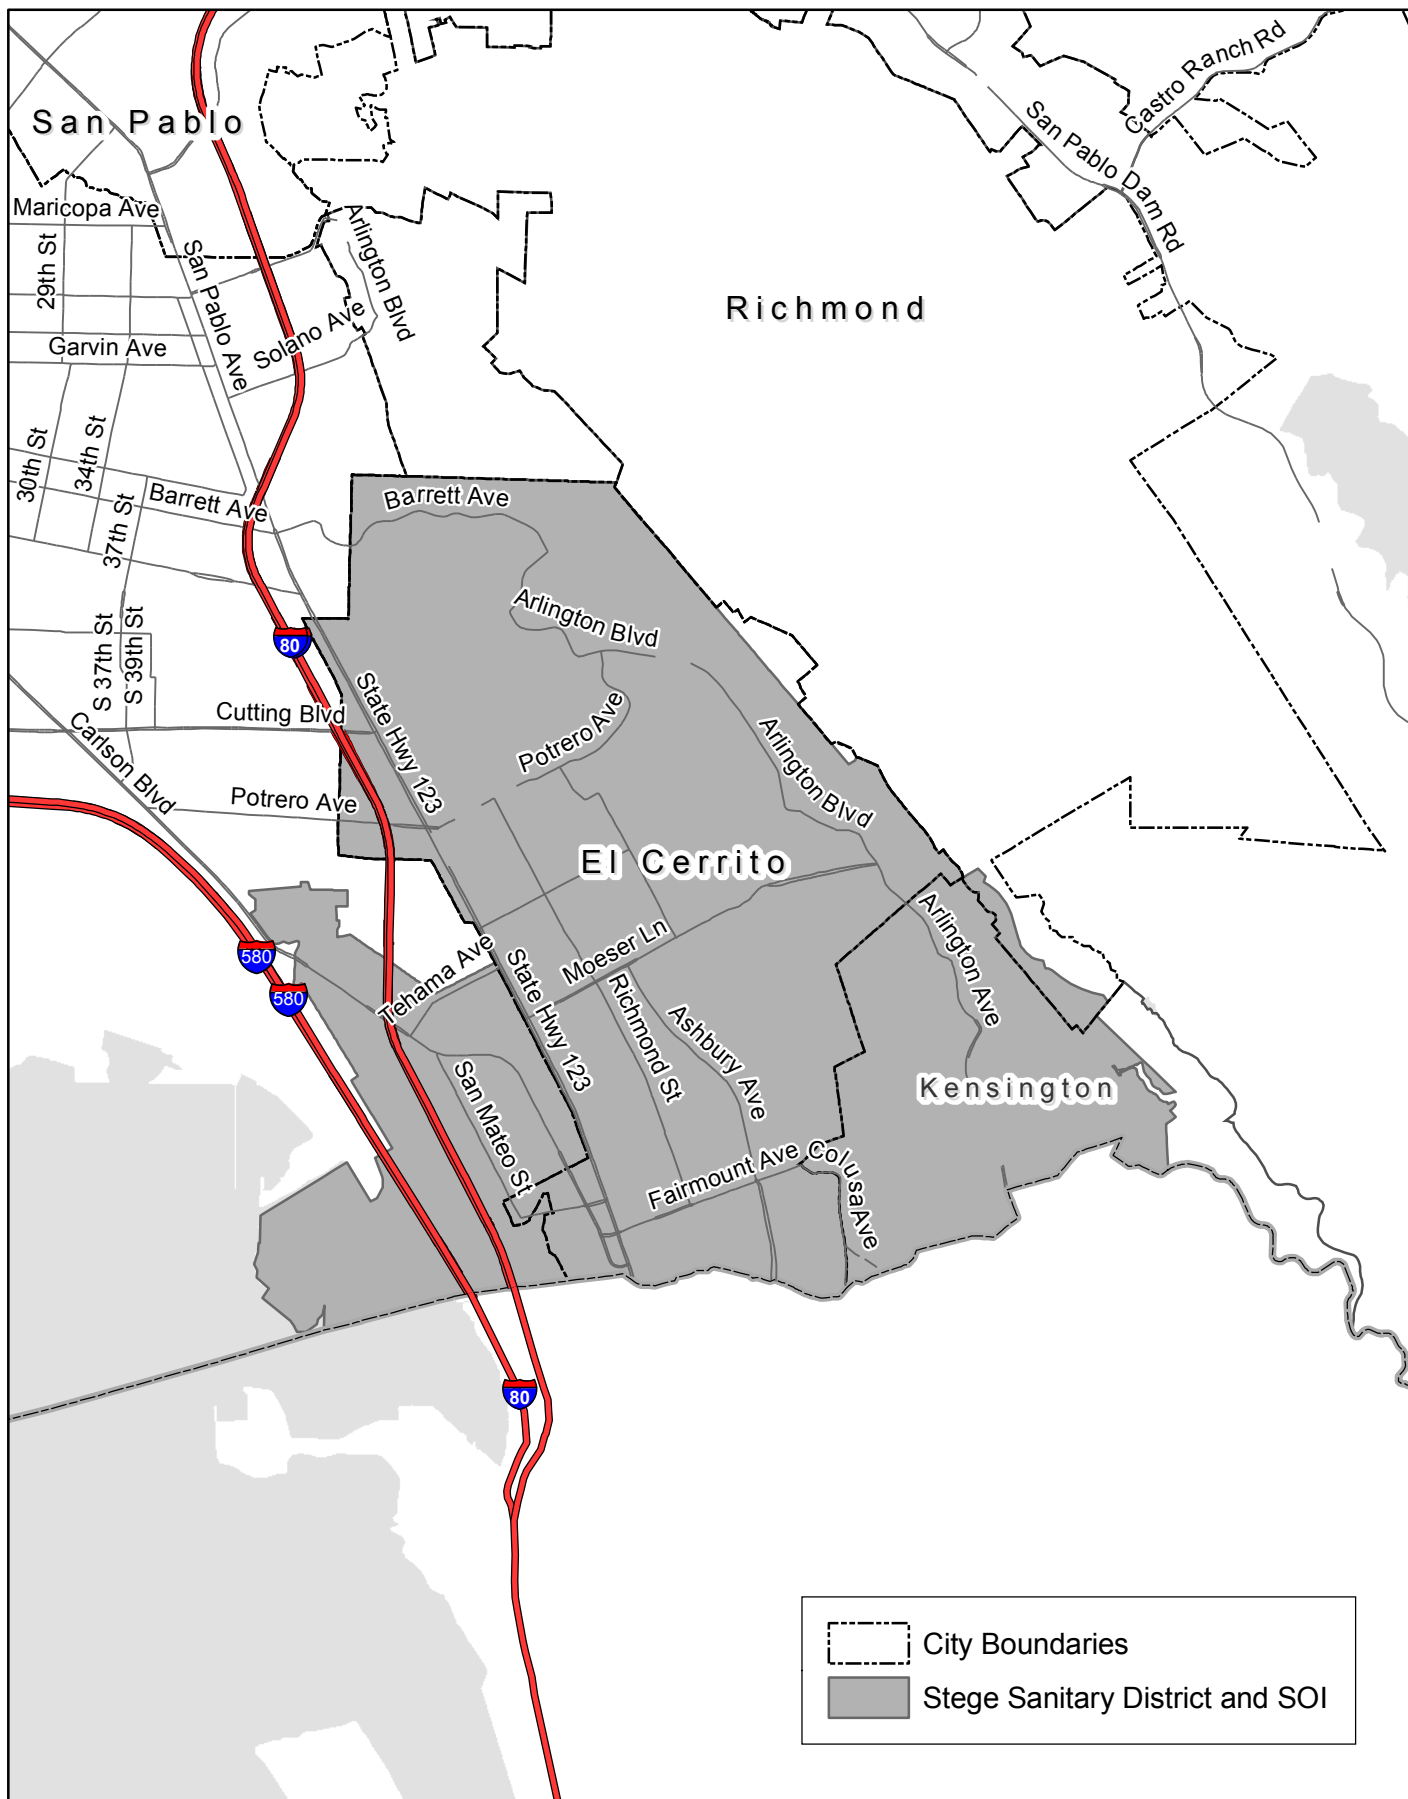 San Pablo
Castro Ranch Rd
San Pablo Dam Rd
Maricopa Ave
Arlington Blvd
29th St
San Pablo Ave
Richmond
Solano Ave
Garvin Ave
30th St
34th St
Barrett Ave
Barrett Ave
37th St
Arlington Blvd
80
S 37th St
S 39th St
State Hwy 123
Cutting Blvd
Potrero Ave
Carlson Blvd
Arlington Blvd
Potrero Ave
El Cerrito
Arlington Ave
580
Tehama Ave
Moeser Ln
580
State Hwy 123
Richmond St
Ashbury Ave
San Mateo St
Kensington
Fairmount Ave
Colusa Ave
80
City Boundaries
Stege Sanitary District and SOI